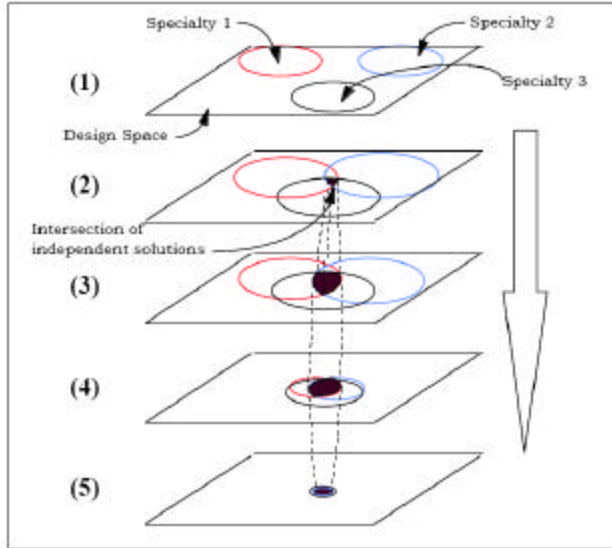 Specialty 1
Specialty 2
(1)
Specialty 3
Design Space
(2)
Intersection of
independent solutions
(3)
(4)
(5)